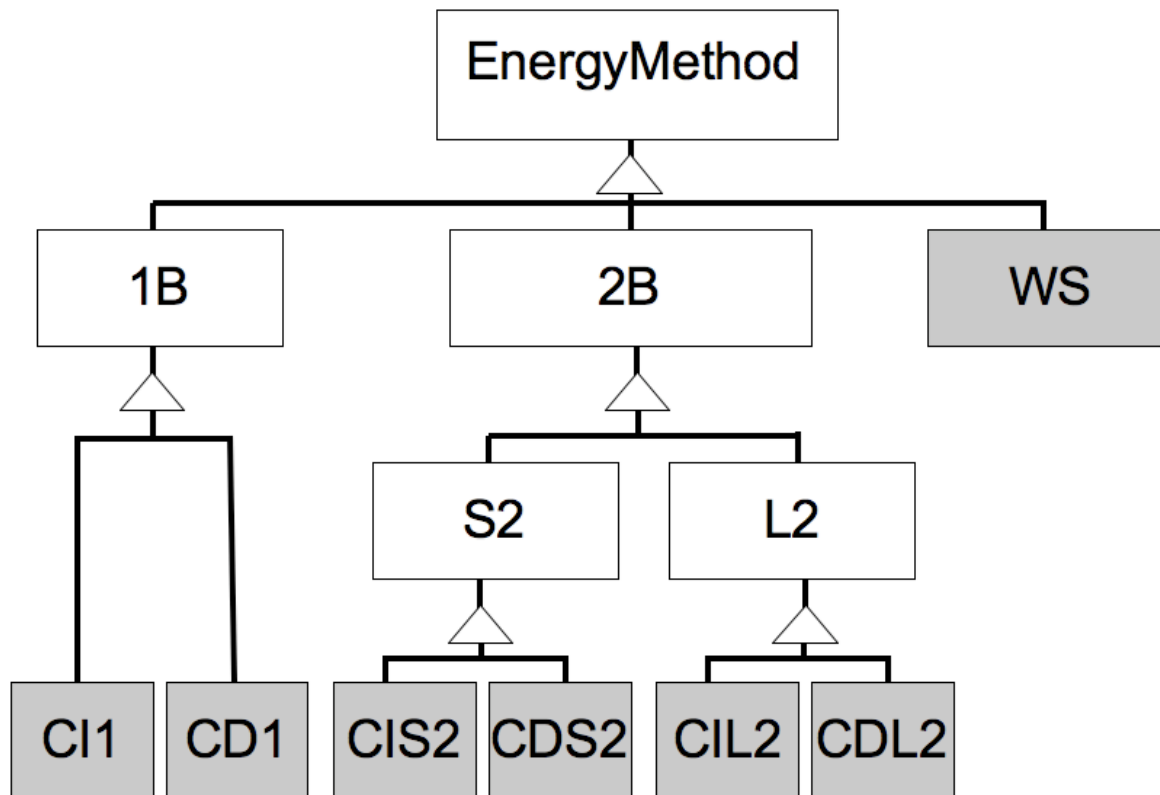 EnergyMethod
1B
2B
WS
S2
L2
CI1
CD1
CIS2
CDS2
CIL2
CDL2